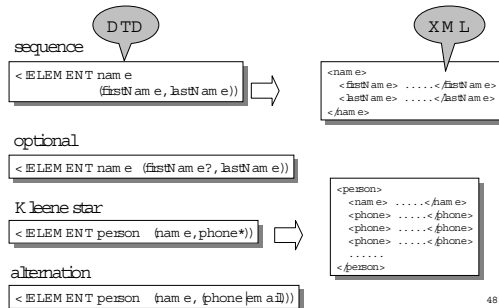 DTD
XML
sequence
<!ELEMENT name
(firstName, lastName))
<name>
<firstName> .....</firstName>
<lastName> .....</lastName>
</name>
optional
<!ELEMENT name (firstName?, lastName))
Kleene star
<!ELEMENT person (name, phone*))
<person>
<name> .....</name>
<phone> .....</phone>
<phone> .....</phone>
<phone> .....</phone>
......
</person>
alternation
<!ELEMENT person (name, (phone|email)))
48